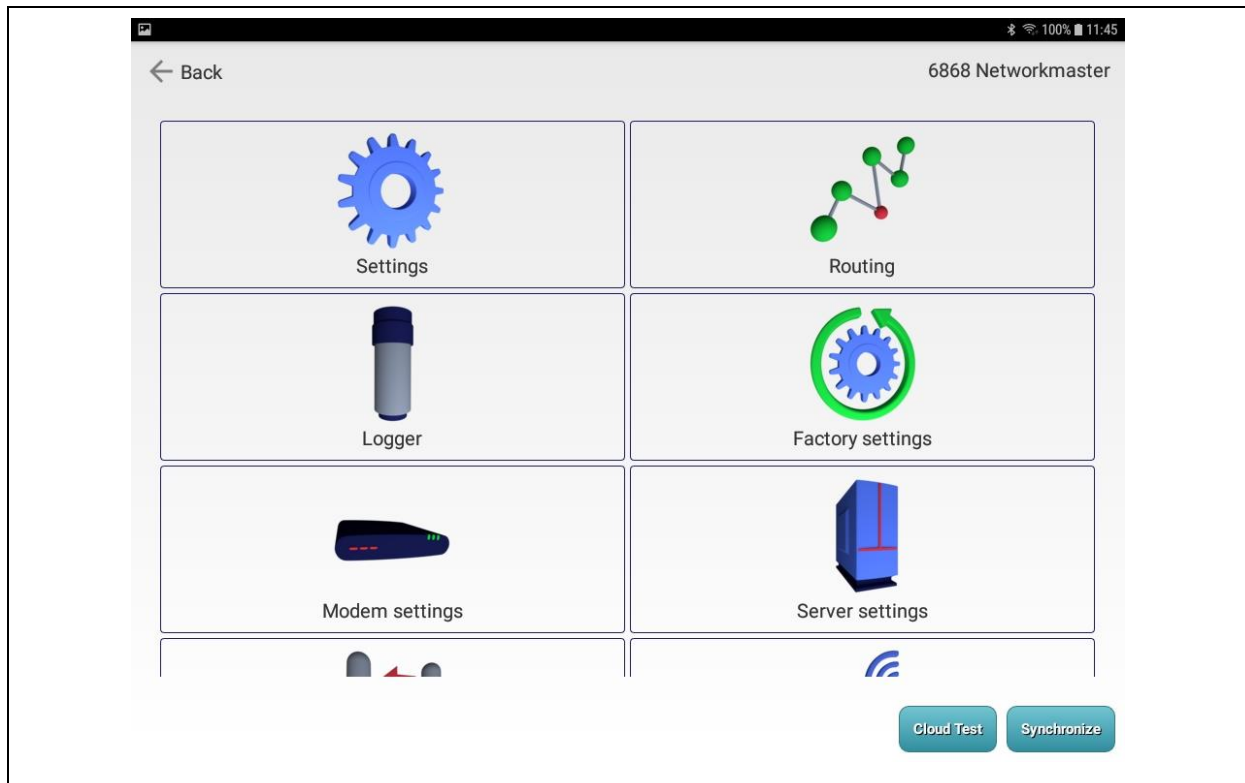 100% 11:45
Back 6868 Networkmaster
Settings Routing
Logger Factory settings
Modem settings Server settings
Cloud Test Synchronize